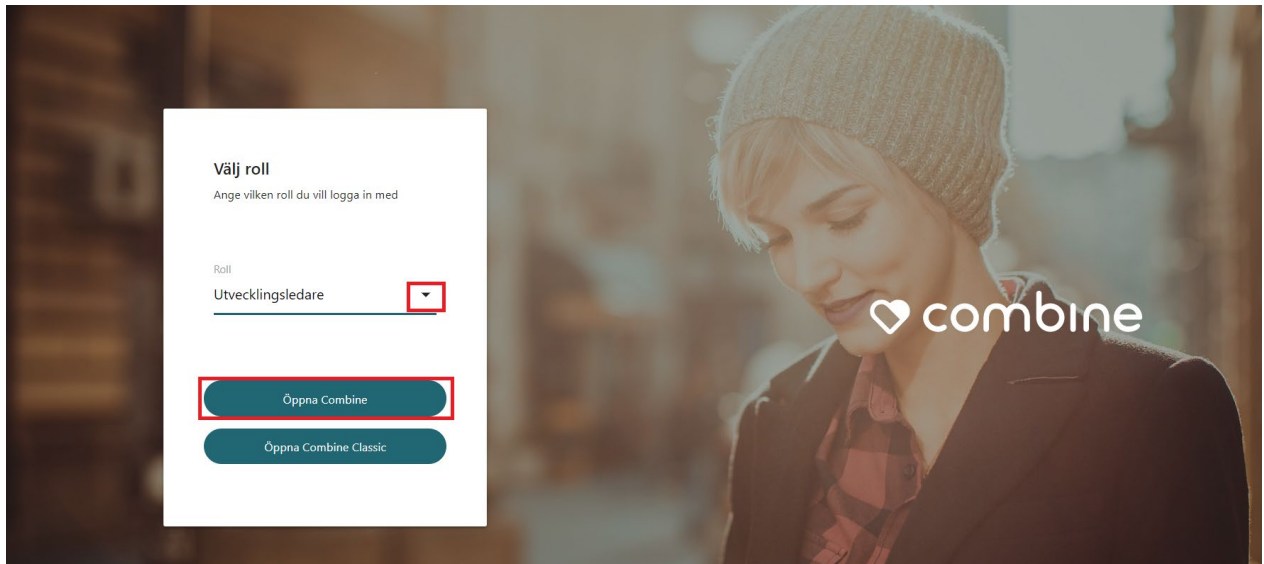 Välj roll
Ange vilken roll du vill logga in med
Roll
Utvecklingsledare
Öppna Combine
Öppna Combine Classic
combine